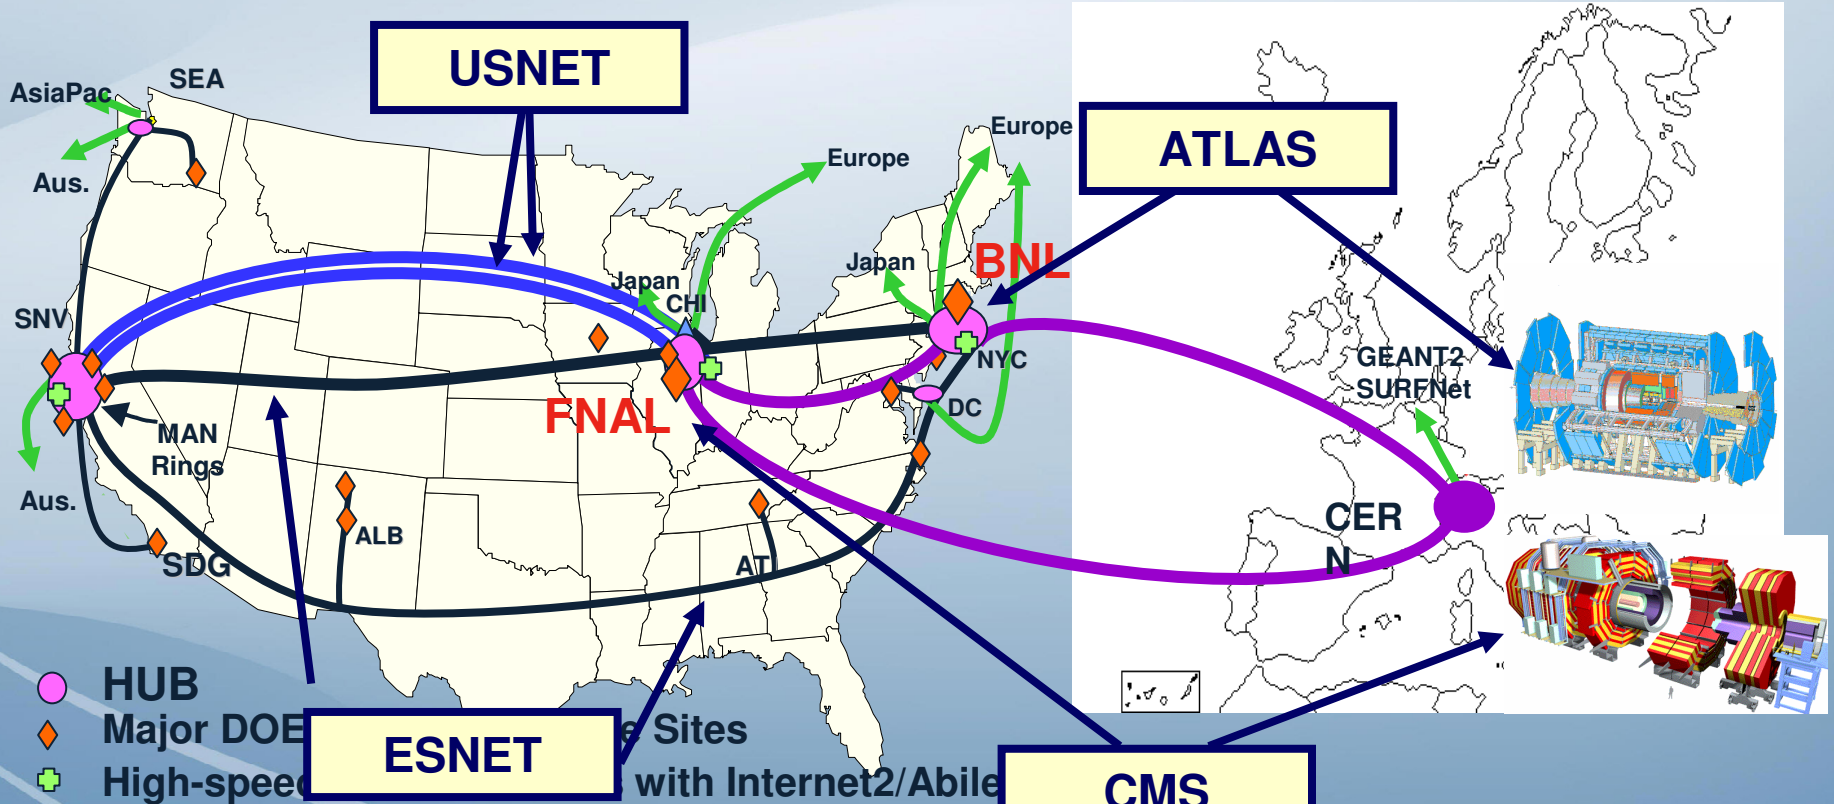 USNET
SEA
AsiaPac
Aus.
Europe
Europe
ATLAS
BNL
Japan
Japan
CHI
SNV
NYC
GEANT2
SURFNet
DC
FNAL
MAN
Rings
Aus.
ALB
SDG
AT
CER
N
HUB
Major DOE
e Sites
ESNET
High-speed
with Internet2/Abile
CMS